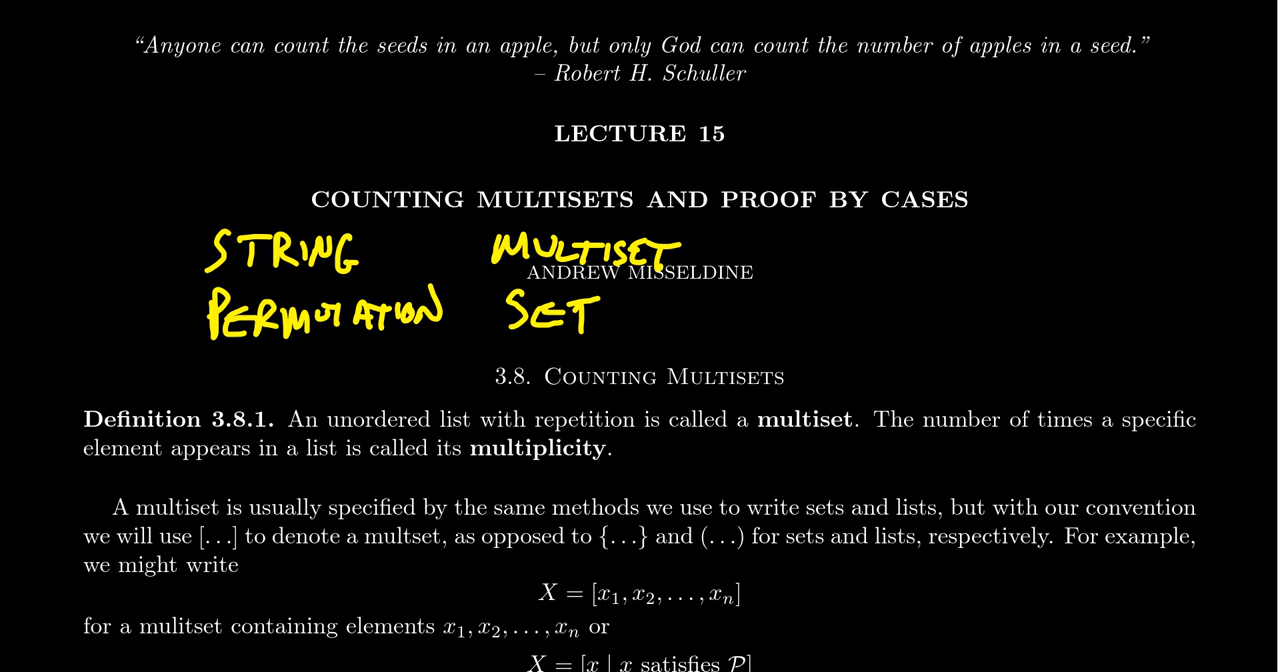 “Anyone can count the seeds in an apple, but only God can count the number of apples in a seed.”
– Robert H. Schuller
LECTURE 15
COUNTING MULTISETS AND PROOF BY CASES
STRING MULTISET
ANDREW MISSELDINE
PERMUTATION SET
3.8. Counting Multisets
Definition 3.8.1. An unordered list with repetition is called a multiset. The number of times a specific
element appears in a list is called its multiplicity.
A multiset is usually specified by the same methods we use to write sets and lists, but with our convention
we will use [...] to denote a multset, as opposed to {...} and (...) for sets and lists, respectively. For example,
we might write
X = [x₁, x₂, ..., xₙ]
for a mulitset containing elements x₁, x₂, ..., xₙ or
X = [x | x satisfies 𝒫]